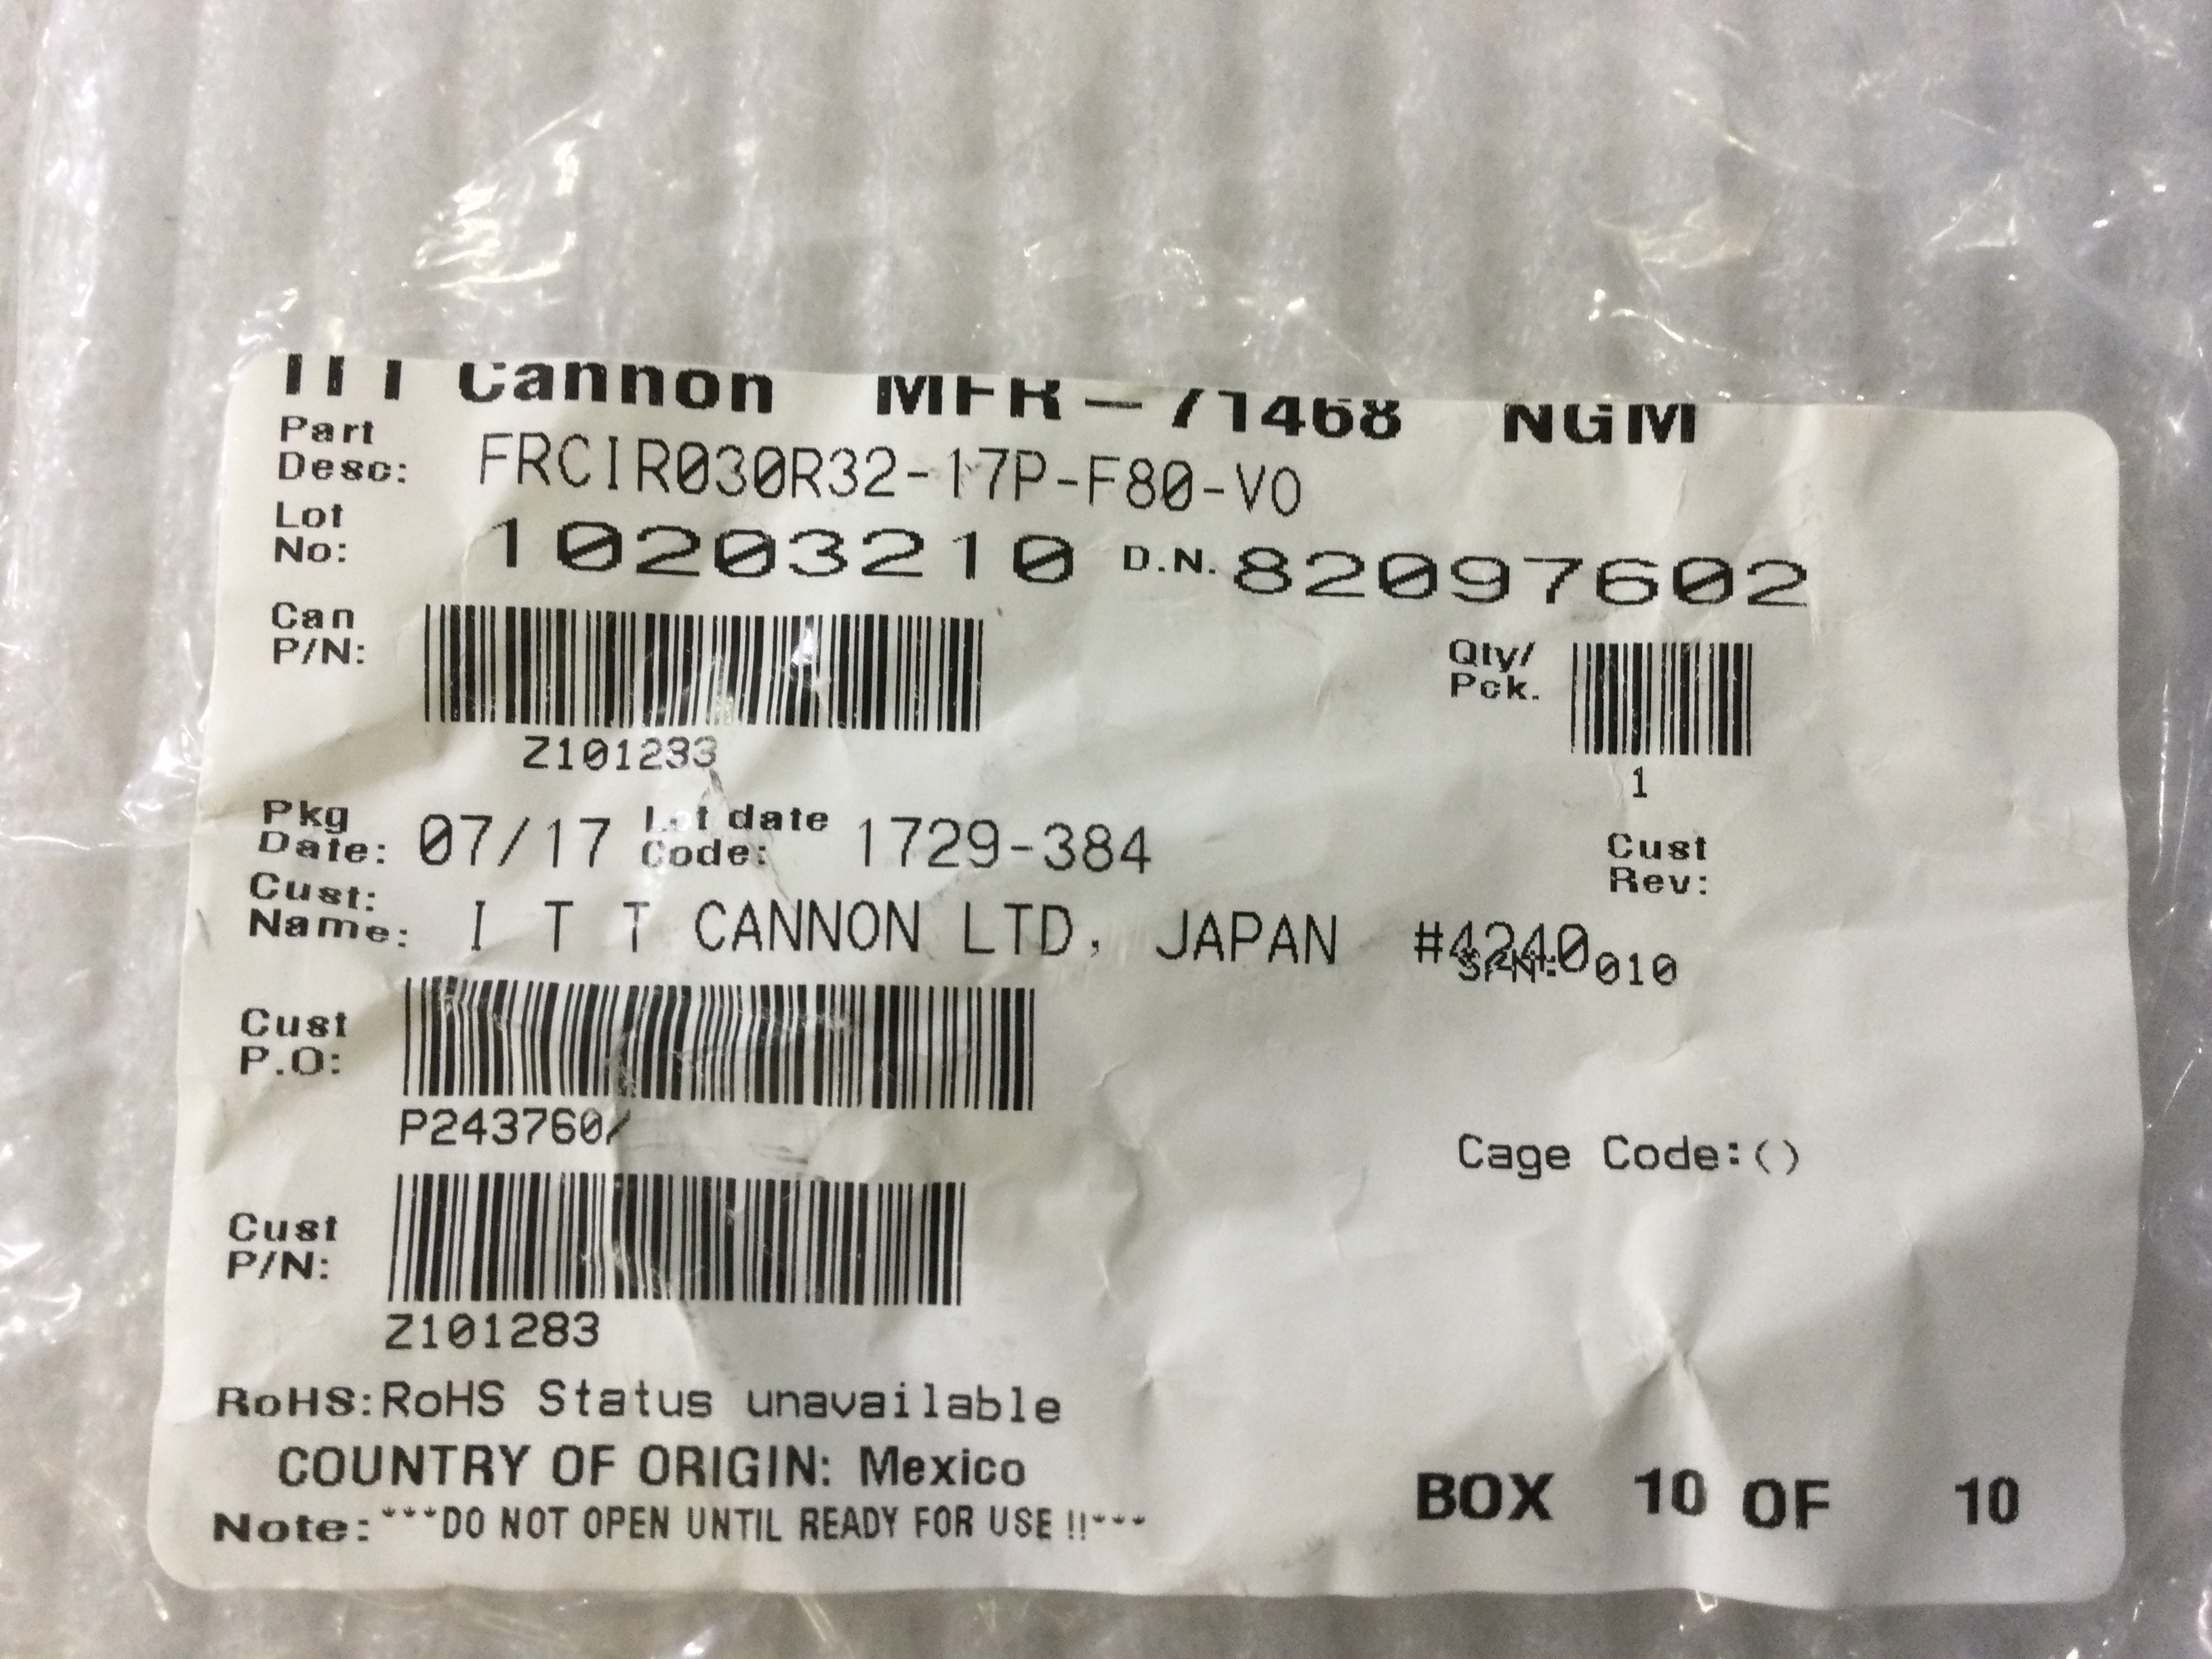 ITT Cannon MFR-71468 NGM
Part Desc: FRCIR030R32-17P-F80-V0
Lot No: 10203210 D.N. 82097602
Can P/N:
Qty/Pck.
Z101283
1
Pkg Date: 07/17 Lot date Code: 1729-384
Cust Rev:
Cust: Name: I T T CANNON LTD, JAPAN #4240
S/N: 010
Cust P.O:
P243760/
Cage Code:()
Cust P/N:
Z101283
RoHS:RoHS Status unavailable
COUNTRY OF ORIGIN: Mexico
BOX 10 OF 10
Note:***DO NOT OPEN UNTIL READY FOR USE !!***